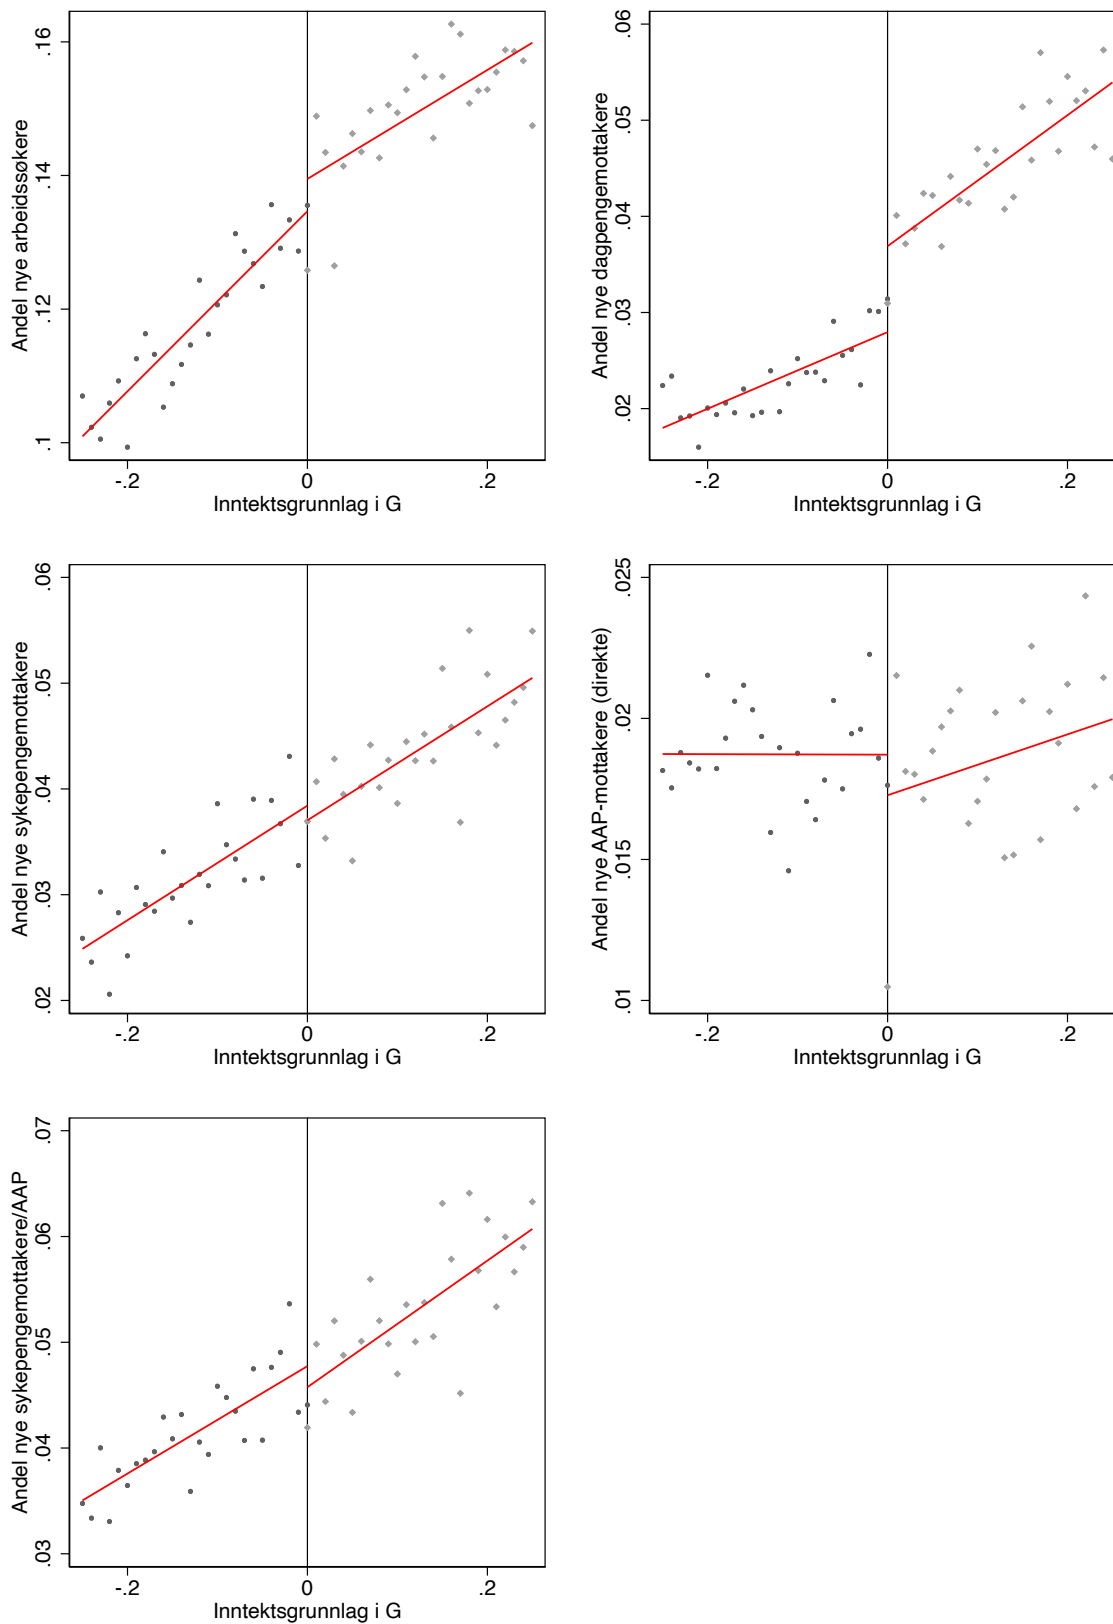 Andel nye arbeidssøkere
.16
.14
.12
.1
-.2 0 .2
Inntektsgrunnlag i G
Andel nye dagpengemottakere
.06
.05
.04
.03
.02
-.2 0 .2
Inntektsgrunnlag i G
Andel nye sykepengemottakere
.06
.05
.04
.03
.02
-.2 0 .2
Inntektsgrunnlag i G
Andel nye AAP-mottakere (direkte)
.025
.02
.015
.01
-.2 0 .2
Inntektsgrunnlag i G
Andel nye sykepengemottakere/AAP
.07
.06
.05
.04
.03
-.2 0 .2
Inntektsgrunnlag i G